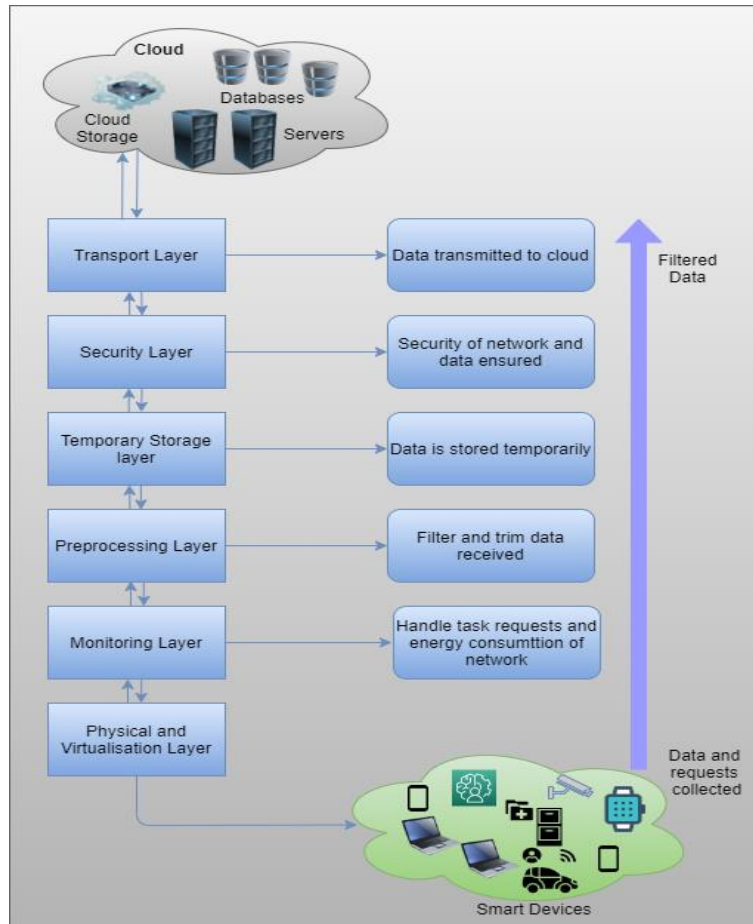 Cloud
Databases
Cloud
Storage
Servers
Transport Layer
Data transmitted to cloud
Filtered
Data
Security Layer
Security of network and
data ensured
Temporary Storage
layer
Data is stored temporarily
Preprocessing Layer
Filter and trim data
received
Monitoring Layer
Handle task requests and
energy consumttion of
network
Physical and
Virtualisation Layer
Data and
requests
collected
Smart Devices